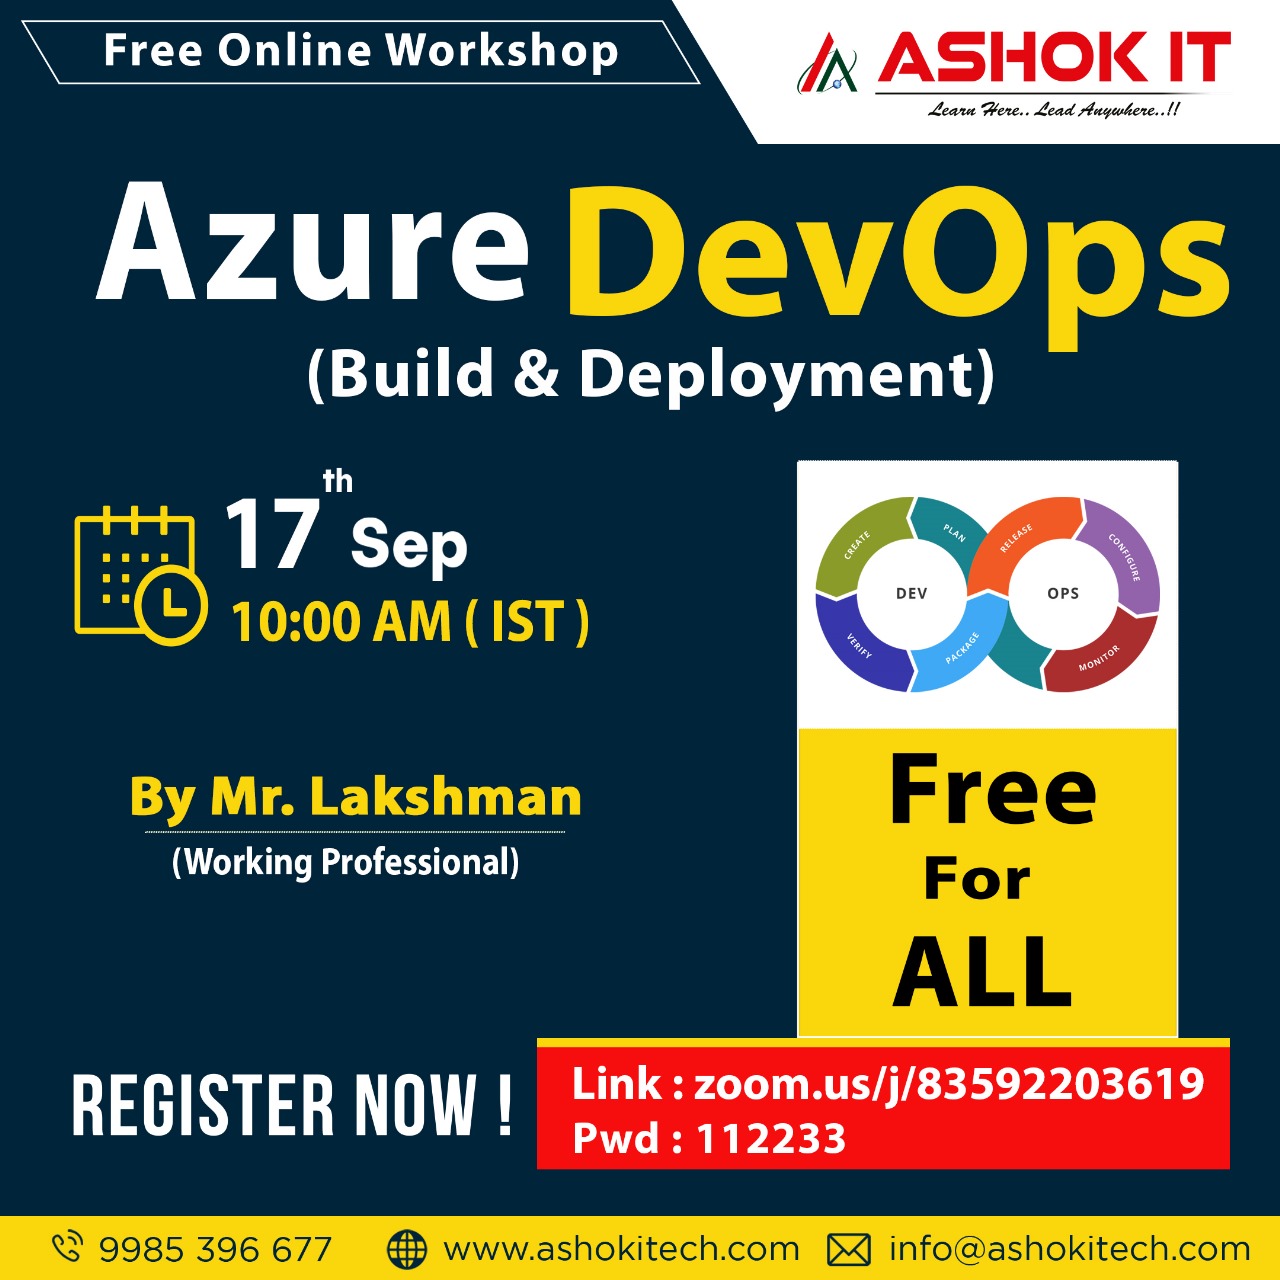 Free Online Workshop
ASHOK IT
Learn Here.. Lead Anywhere..!!
Azure DevOps
(Build & Deployment)
17th Sep
10:00 AM ( IST )
By Mr. Lakshman
(Working Professional)
CREATE
PLAN
VERIFY
PACKAGE
DEV
RELEASE
CONFIGURE
MONITOR
OPS
Free
For
ALL
REGISTER NOW !
Link : zoom.us/j/83592203619
Pwd : 112233
9985 396 677
www.ashokitech.com
info@ashokitech.com